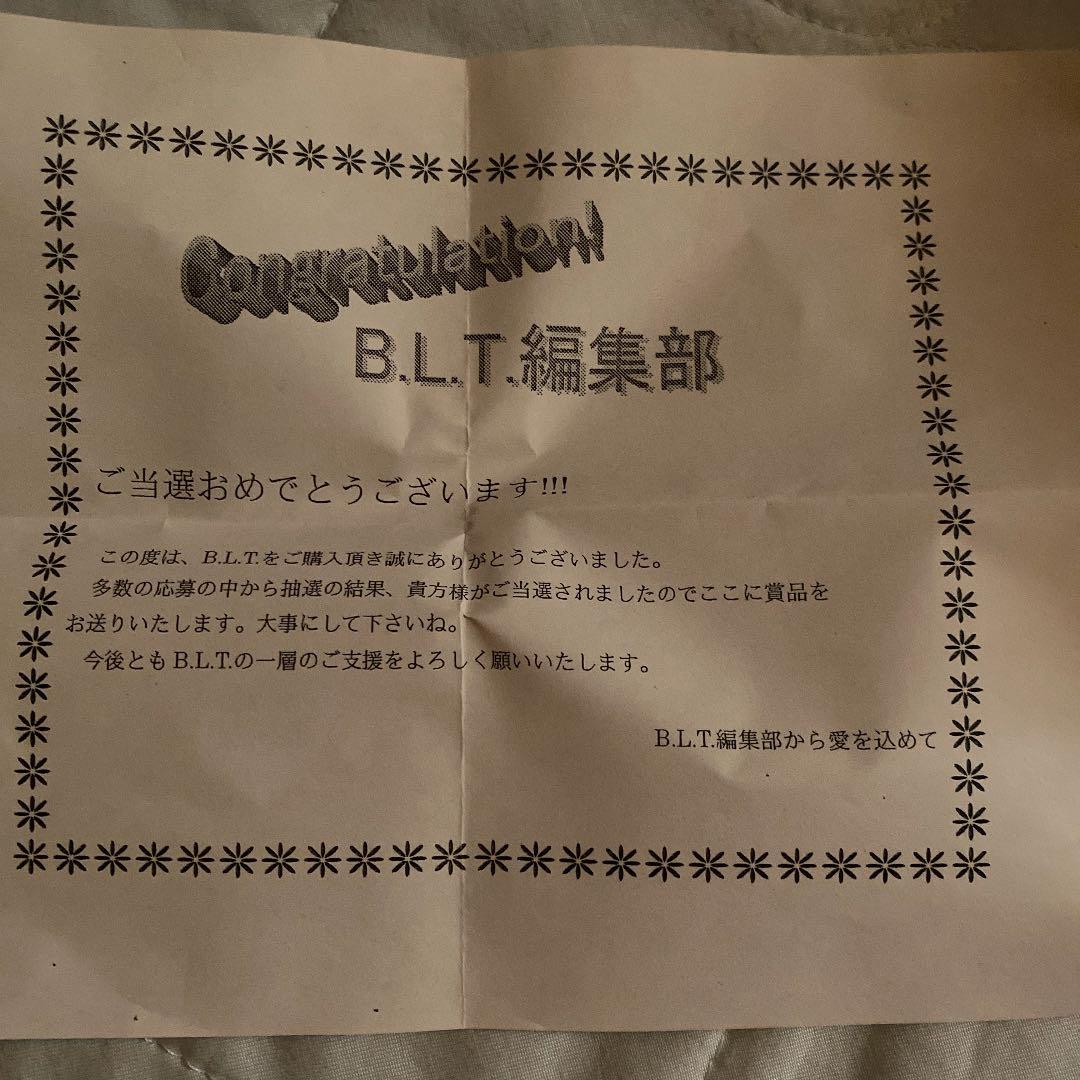 Congratulation!
B.L.T.編集部
ご当選おめでとうございます!!!
この度は、B.L.T.をご購入頂き誠にありがとうございました。
多数の応募の中から抽選の結果、貴方様がご当選されましたのでここに賞品を
お送りいたします。大事にして下さいね。
今後ともB.L.T.の一層のご支援をよろしく願いいたします。
B.L.T.編集部から愛を込めて